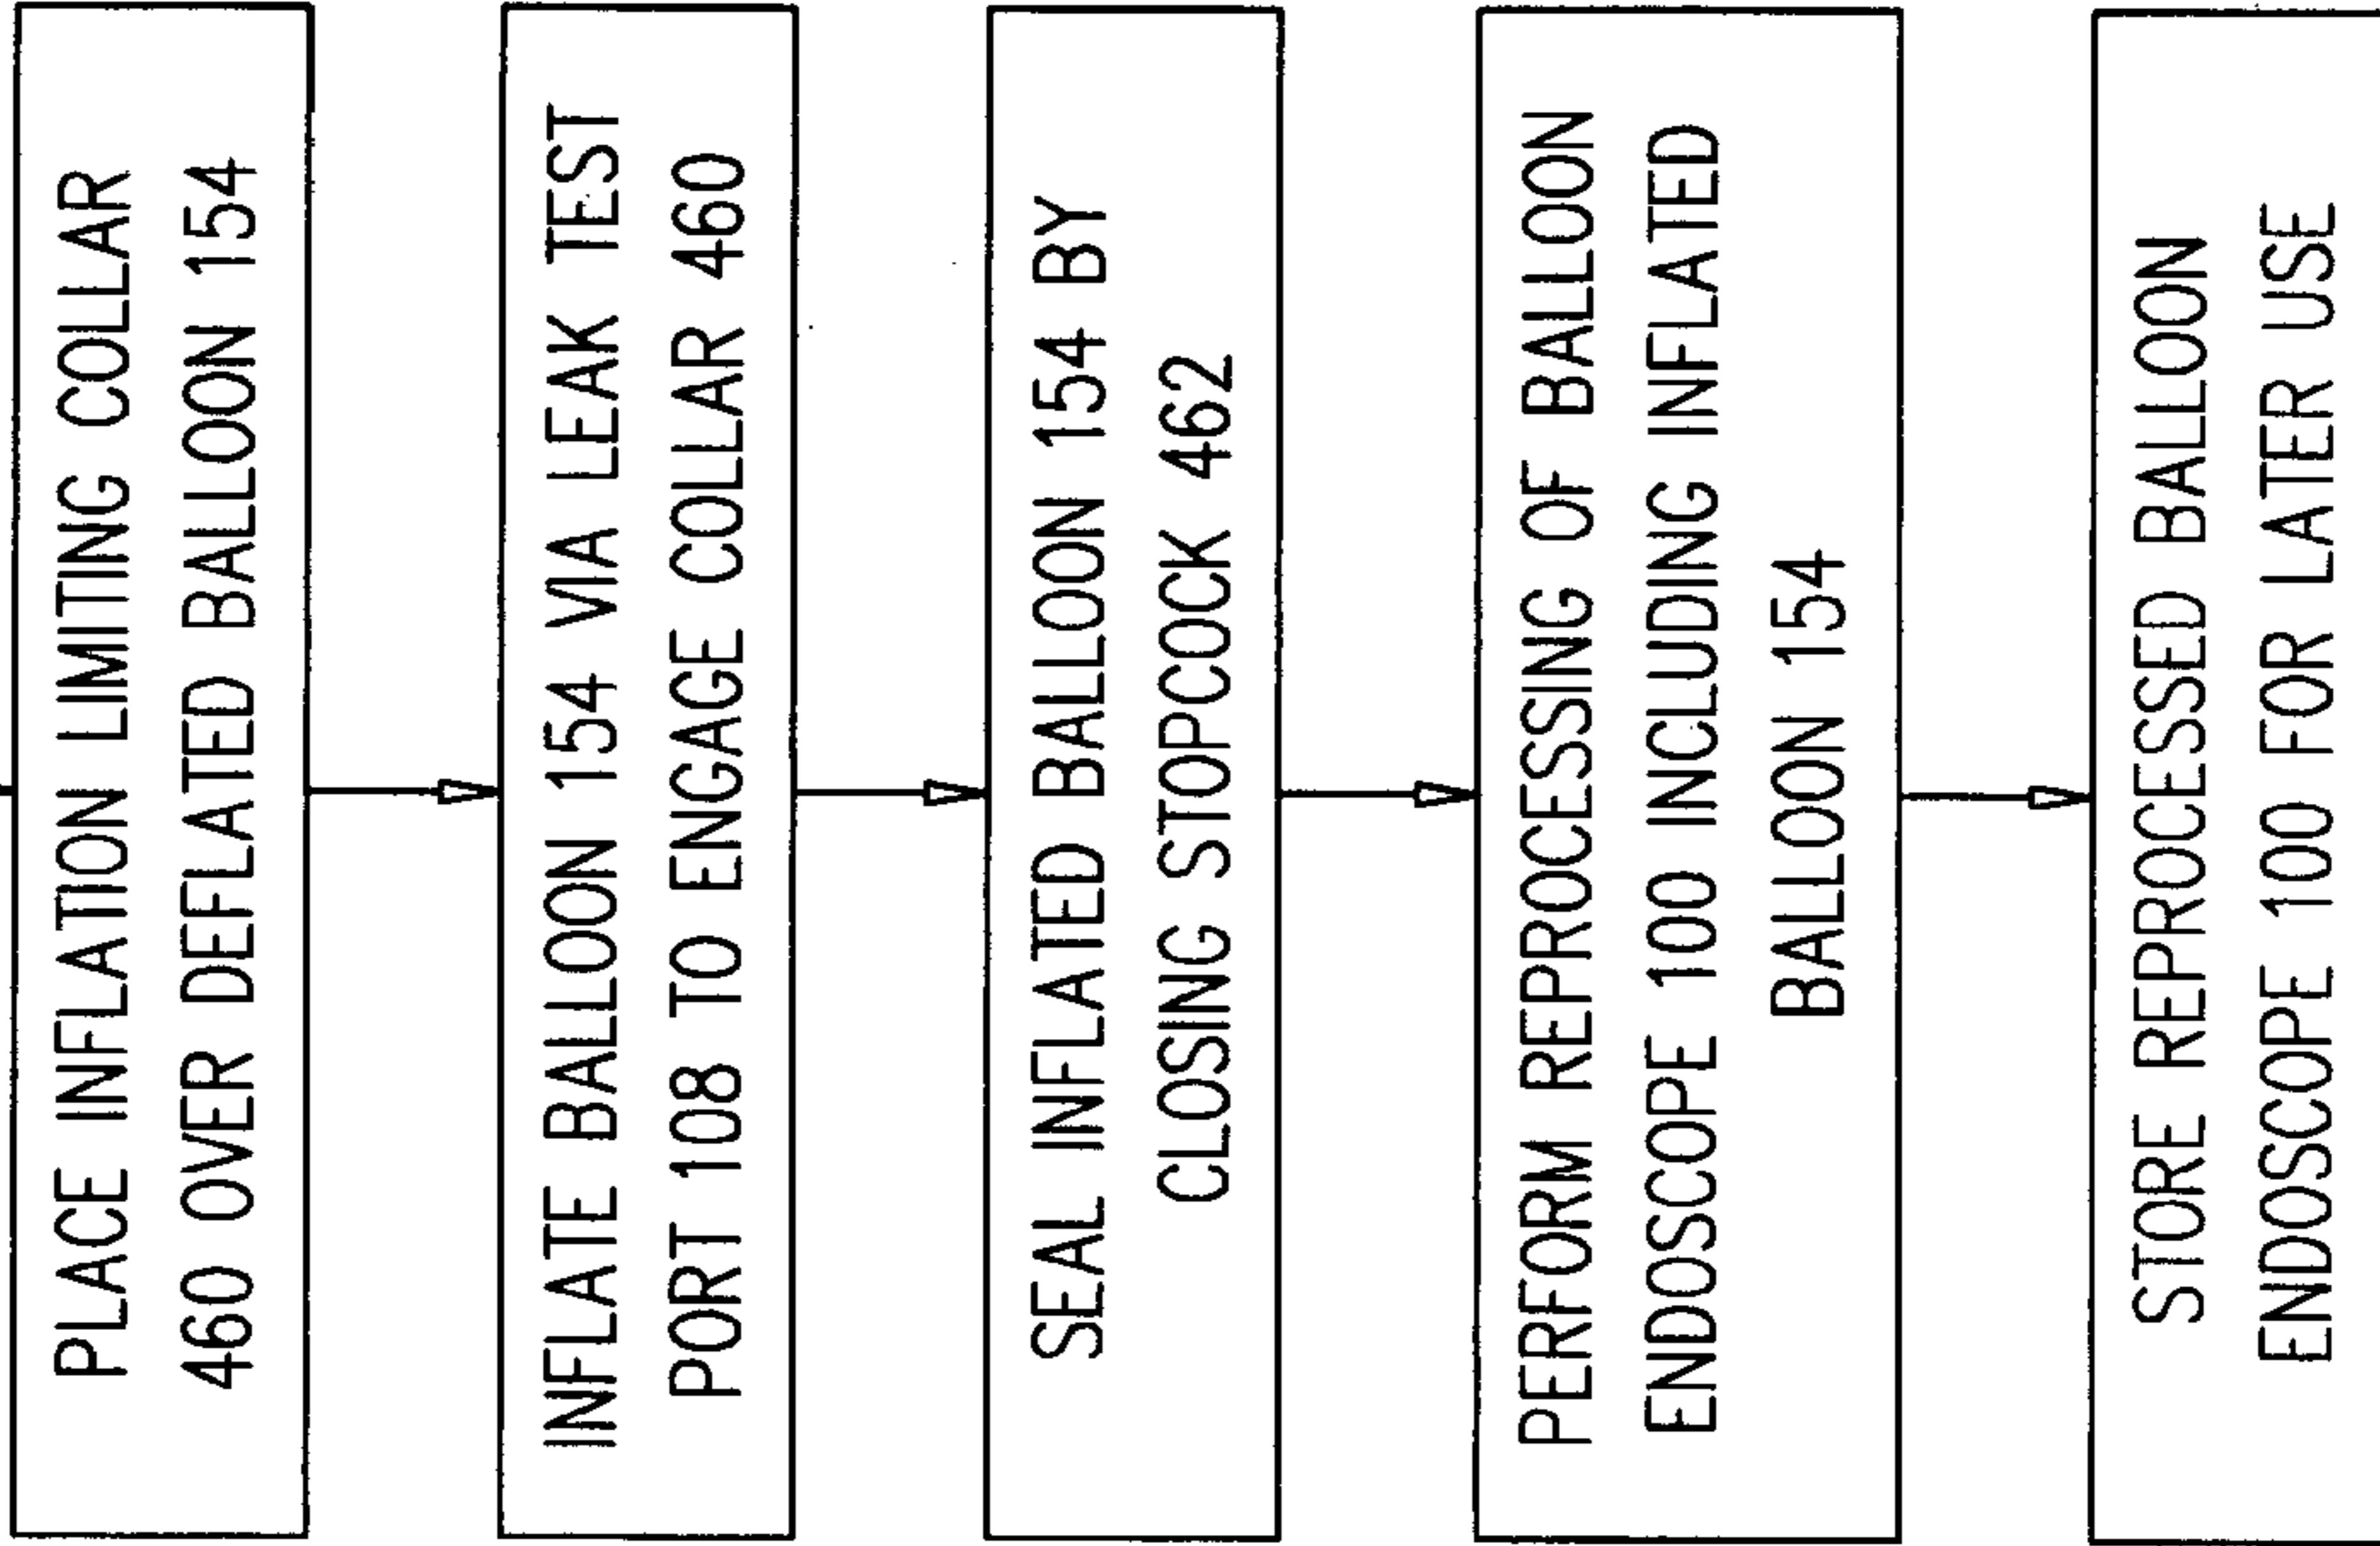 PLACE INFLATION LIMITING COLLAR
460 OVER DEFLATED BALLOON 154
INFLATE BALLOON 154 VIA LEAK TEST
PORT 108 TO ENGAGE COLLAR 460
SEAL INFLATED BALLOON 154 BY
CLOSING STOPCOCK 462
PERFORM REPROCESSING OF BALLOON
ENDOSCOPE 100 INCLUDING INFLATED
BALLOON 154
STORE REPROCESSED BALLOON
ENDOSCOPE 100 FOR LATER USE